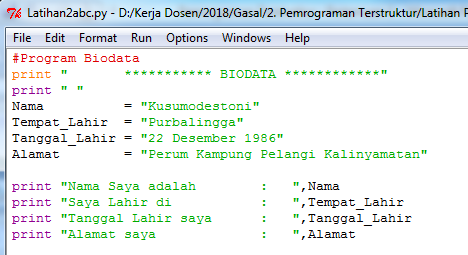 Latihan2abc.py - D:/Kerja Dosen/2018/Gasal/2. Pemrograman Terstruktur/Latihan
File Edit Format Run Options Windows Help
#Program Biodata
print "       *********** BIODATA ************"
print " "
Nama          = "Kusumodestoni"
Tempat_Lahir  = "Purbalingga"
Tanggal_Lahir = "22 Desember 1986"
Alamat        = "Perum Kampung Pelangi Kalinyamatan"
print "Nama Saya adalah        :   ",Nama
print "Saya Lahir di           :   ",Tempat_Lahir
print "Tanggal Lahir saya      :   ",Tanggal_Lahir
print "Alamat saya             :   ",Alamat